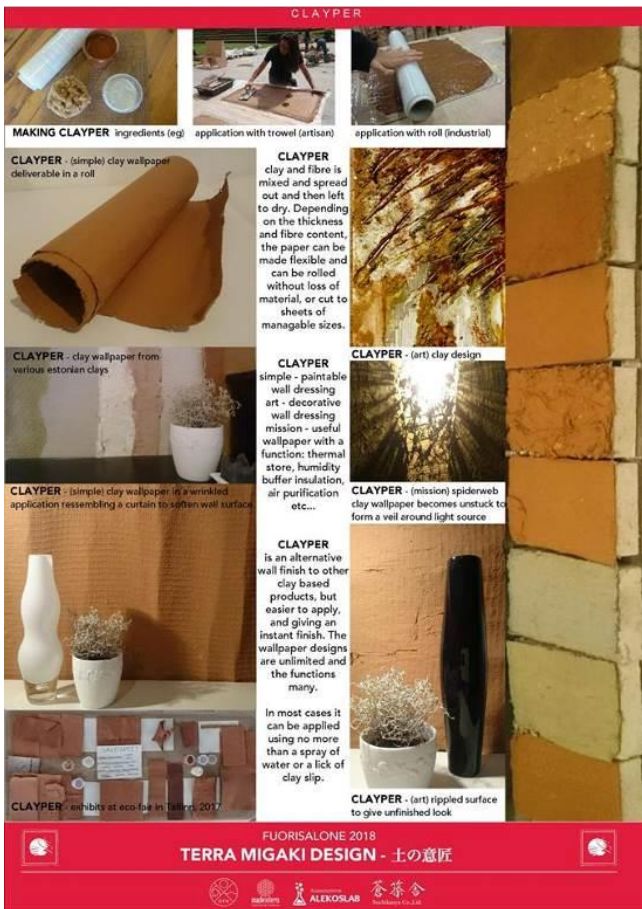 CLAYPER
MAKING CLAYPER ingredients (eg)
application with trowel (artisan)
application with roll (industrial)
CLAYPER - (simple) clay wallpaper
deliverable in a roll
CLAYPER
clay and fibre is
mixed and spread
out and then left
to dry. Depending
on the thickness
and fibre content,
the paper can be
made flexible and
can be rolled
without loss of
material, or cut to
sheets of
managable sizes.
CLAYPER - (art) clay design
CLAYPER - clay wallpaper from
various estonian clays
CLAYPER
simple - paintable
wall dressing
art - decorative
wall dressing
mission - useful
wallpaper with a
function: thermal
store, humidity
buffer insulation,
air purification
etc...
CLAYPER - (mission) spiderweb
clay wallpaper becomes unstuck to
form a veil around light source
CLAYPER - (simple) clay wallpaper in a wrinkled
application ressembling a curtain to soften wall surface
CLAYPER
is an alternative
wall finish to other
clay based
products, but
easier to apply,
and giving an
instant finish. The
wallpaper designs
are unlimited and
the functions
many.
In most cases it
can be applied
using no more
than a spray of
water or a lick of
clay slip.
CLAYPER - exhibits at eco-fair in Tallinn, 2017
CLAYPER - (art) rippled surface
to give unfinished look
FUORISALONE 2018
TERRA MIGAKI DESIGN - 土の意匠
ALEKOSLAB